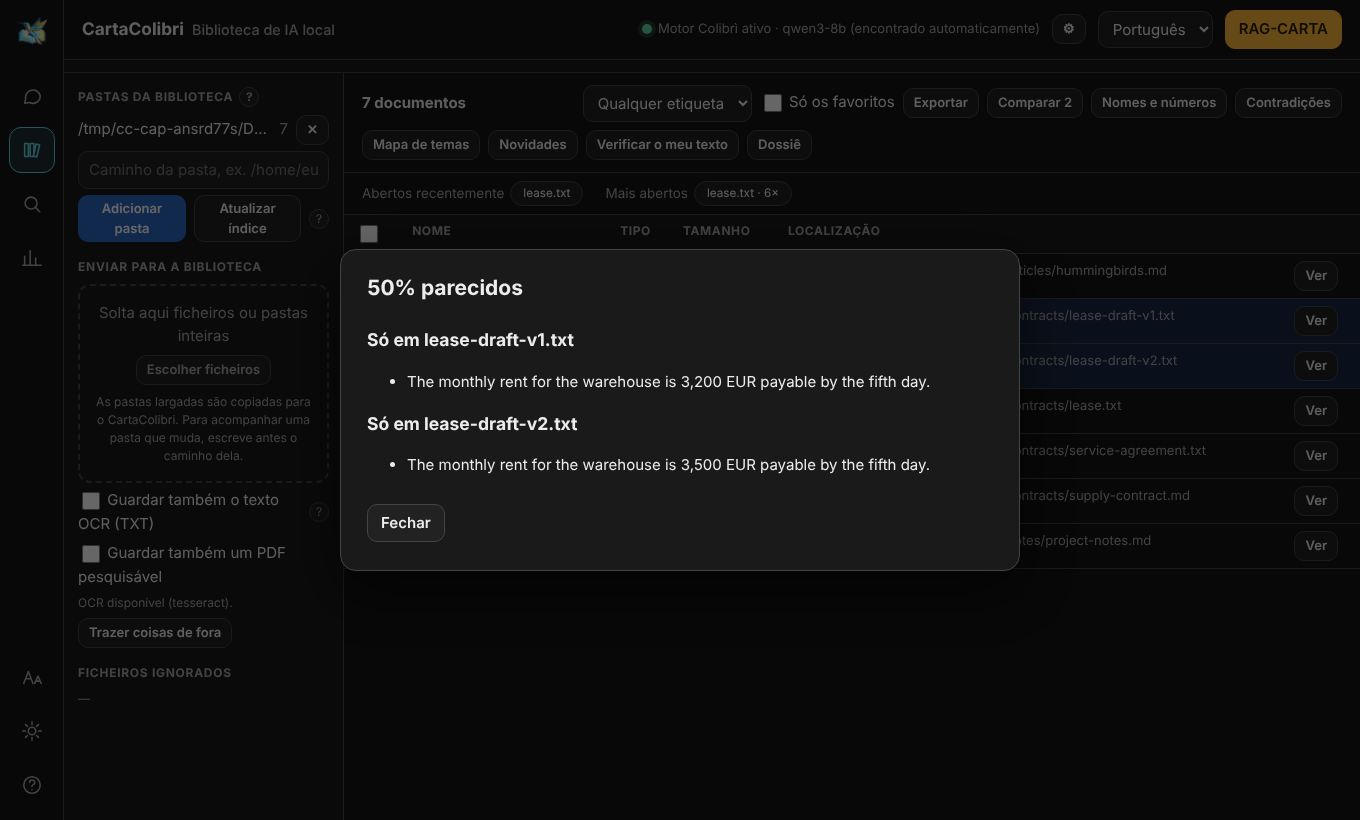 CartaColibri Biblioteca de IA local
Motor Colibrì ativo · qwen3-8b (encontrado automaticamente)
⚙
Português
RAG-CARTA
PASTAS DA BIBLIOTECA ?
/tmp/cc-cap-ansrd77s/D... 7 ×
Caminho da pasta, ex. /home/eu
Adicionar pasta
Atualizar índice
?
ENVIAR PARA A BIBLIOTECA
Solta aqui ficheiros ou pastas
inteiras
Escolher ficheiros
As pastas largadas são copiadas para
o CartaColibri. Para acompanhar uma
pasta que muda, escreve antes o
caminho dela.
Guardar também o texto
OCR (TXT)
?
Guardar também um PDF
pesquisável
OCR disponível (tesseract).
Trazer coisas de fora
FICHEIROS IGNORADOS
—
7 documentos
Qualquer etiqueta
Só os favoritos
Exportar
Comparar 2
Nomes e números
Contradições
Mapa de temas
Novidades
Verificar o meu texto
Dossiê
Abertos recentemente lease.txt Mais abertos lease.txt · 6×
NOME TIPO TAMANHO LOCALIZAÇÃO
ticles/hummingbirds.md Ver
ntracts/lease-draft-v1.txt Ver
ntracts/lease-draft-v2.txt Ver
ntracts/lease.txt Ver
ntracts/service-agreement.txt Ver
ntracts/supply-contract.md Ver
tes/project-notes.md Ver
50% parecidos
Só em lease-draft-v1.txt
• The monthly rent for the warehouse is 3,200 EUR payable by the fifth day.
Só em lease-draft-v2.txt
• The monthly rent for the warehouse is 3,500 EUR payable by the fifth day.
Fechar
AA
?